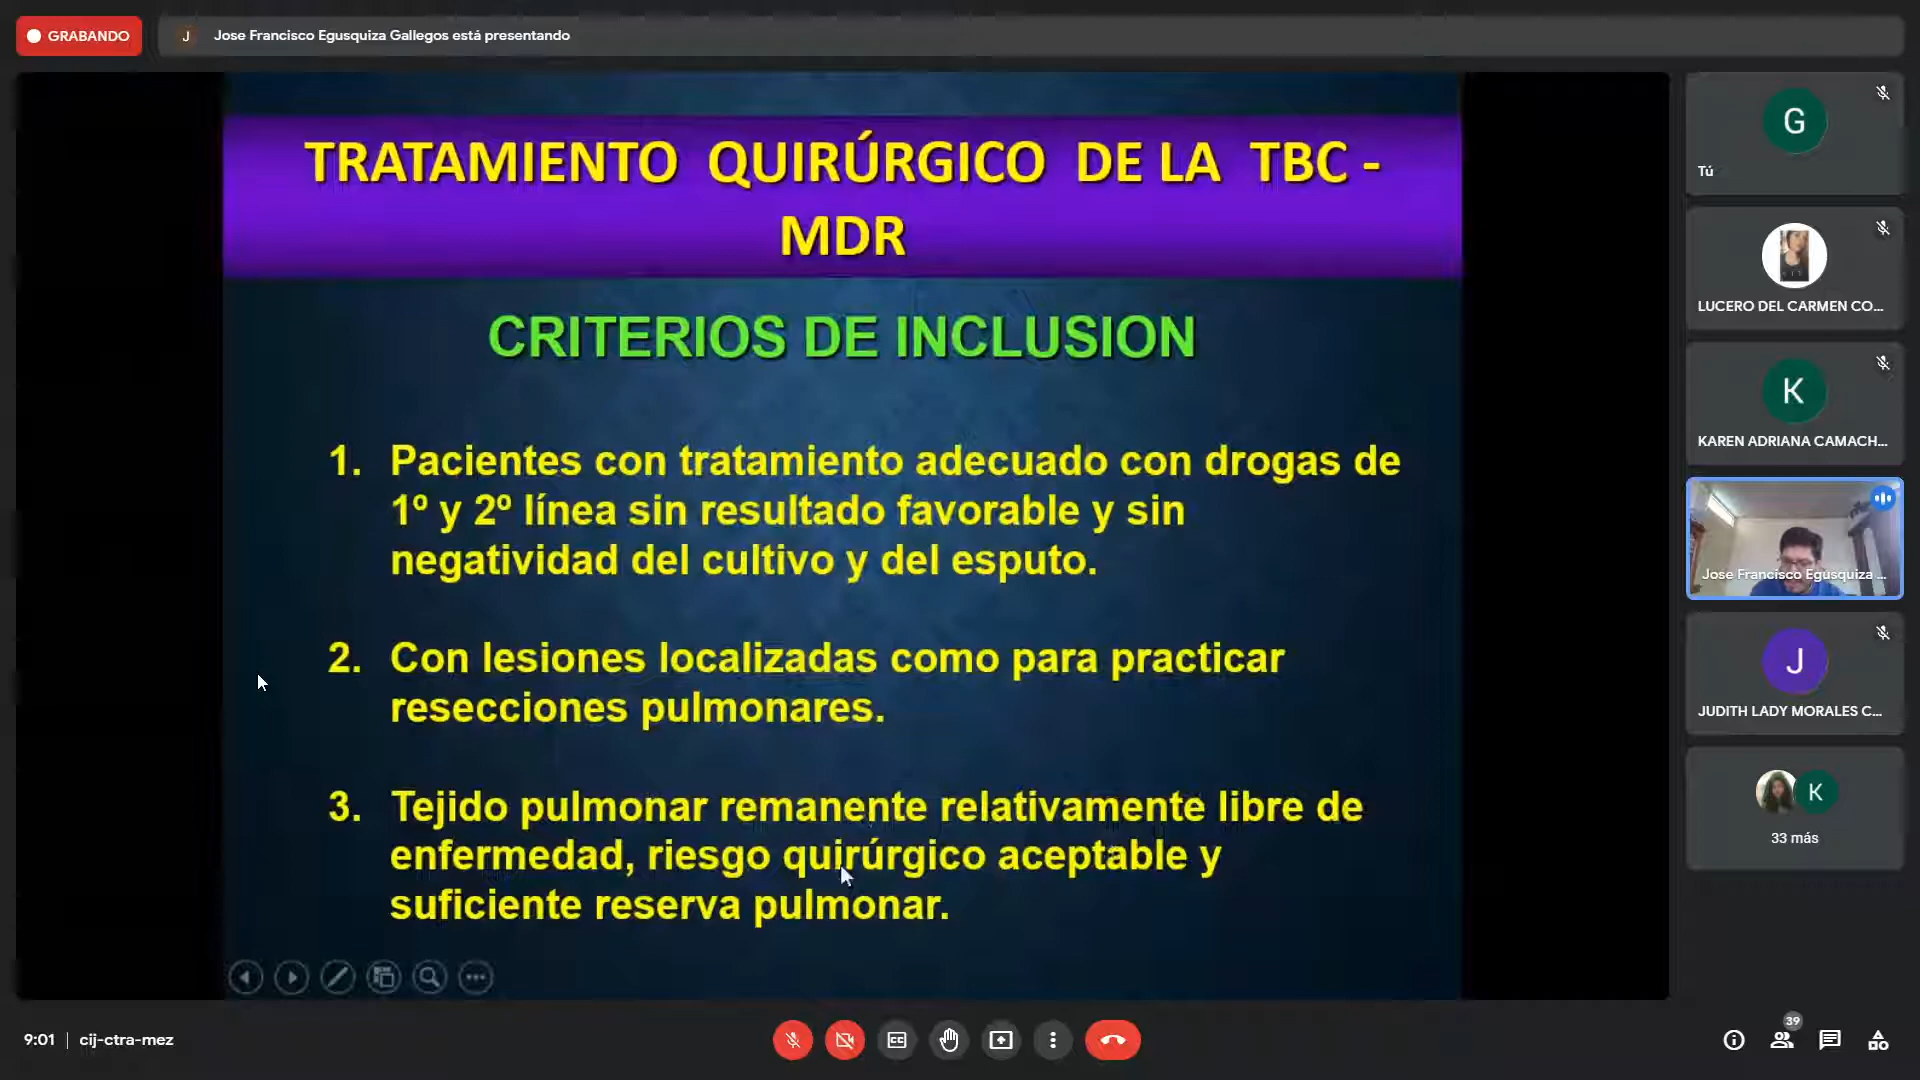 GRABANDO
J
Jose Francisco Egusquiza Gallegos está presentando
TRATAMIENTO QUIRÚRGICO DE LA TBC -
MDR
CRITERIOS DE INCLUSION
1. Pacientes con tratamiento adecuado con drogas de
1º y 2º línea sin resultado favorable y sin
negatividad del cultivo y del esputo.
2. Con lesiones localizadas como para practicar
resecciones pulmonares.
3. Tejido pulmonar remanente relativamente libre de
enfermedad, riesgo quirúrgico aceptable y
suficiente reserva pulmonar.
G
Tú
LUCERO DEL CARMEN CO...
K
KAREN ADRIANA CAMACH...
Jose Francisco Egusquiza ...
J
JUDITH LADY MORALES C...
K
33 más
9:01 | cij-ctra-mez
39